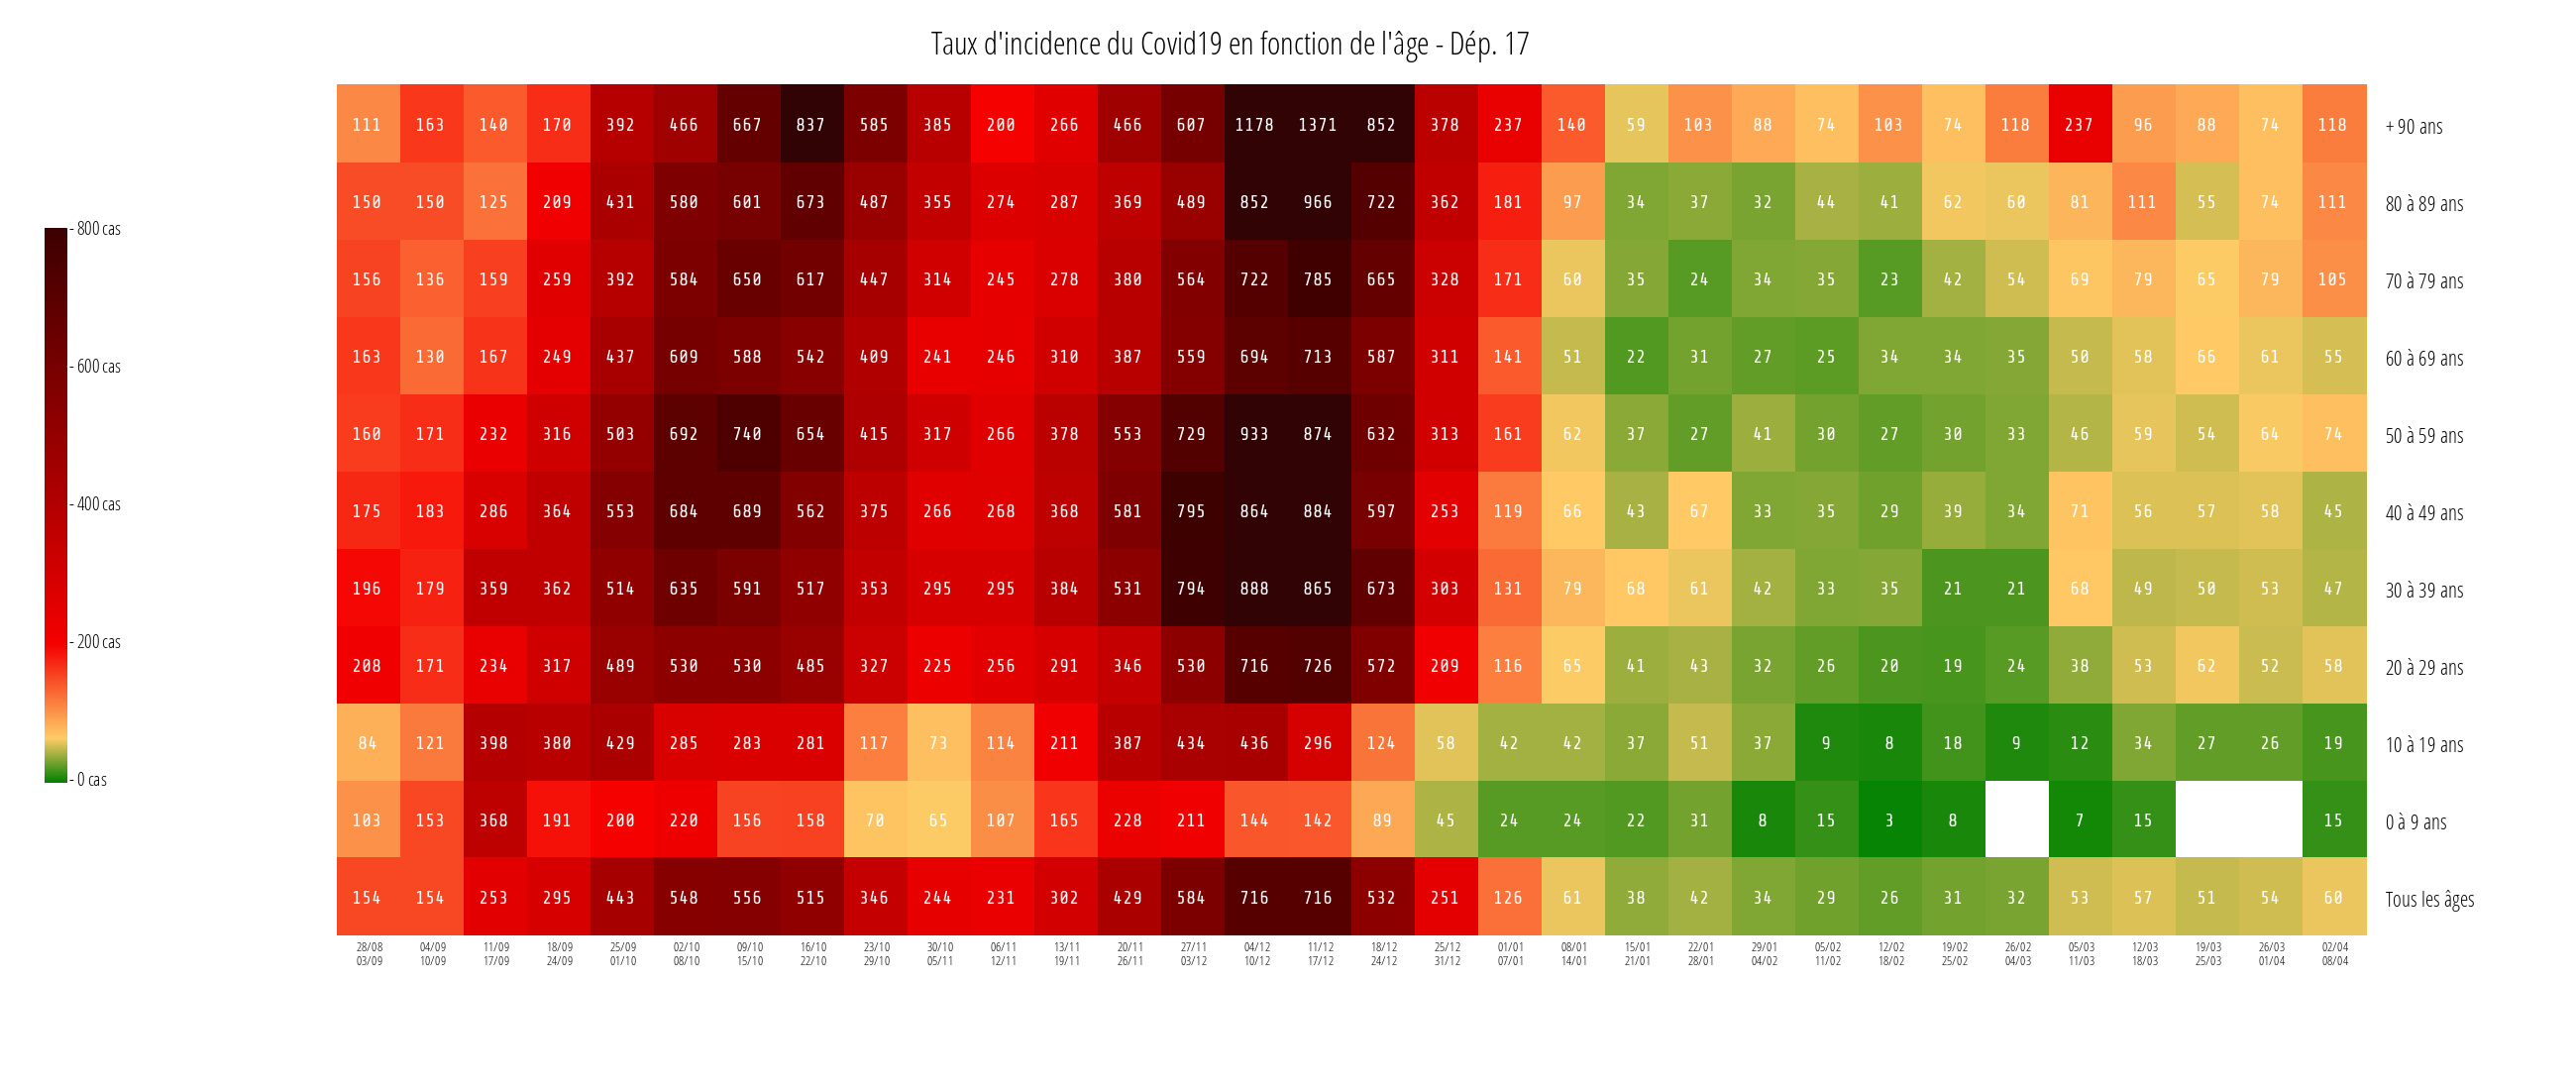 Taux d'incidence du Covid19 en fonction de l'âge - Dép. 17
- 800 cas
- 600 cas
- 400 cas
- 200 cas
- 0 cas
111 163 140 170 392 466 667 837 585 385 200 266 466 607 1178 1371 852 378 237 140 59 103 88 74 103 74 118 237 96 88 74 118 + 90 ans
150 150 125 209 431 580 601 673 487 355 274 287 369 489 852 966 722 362 181 97 34 37 32 44 41 62 60 81 111 55 74 111 80 à 89 ans
156 136 159 259 392 584 650 617 447 314 245 278 380 564 722 785 665 328 171 60 35 24 34 35 23 42 54 69 79 65 79 105 70 à 79 ans
163 130 167 249 437 609 588 542 409 241 246 310 387 559 694 713 587 311 141 51 22 31 27 25 34 34 35 50 58 66 61 55 60 à 69 ans
160 171 232 316 503 692 740 654 415 317 266 378 553 729 933 874 632 313 161 62 37 27 41 30 27 30 33 46 59 54 64 74 50 à 59 ans
175 183 286 364 553 684 689 562 375 266 268 368 581 795 864 884 597 253 119 66 43 67 33 35 29 39 34 71 56 57 58 45 40 à 49 ans
196 179 359 362 514 635 591 517 353 295 295 384 531 794 888 865 673 303 131 79 68 61 42 33 35 21 21 68 49 50 53 47 30 à 39 ans
208 171 234 317 489 530 530 485 327 225 256 291 346 530 716 726 572 209 116 65 41 43 32 26 20 19 24 38 53 62 52 58 20 à 29 ans
84 121 398 380 429 285 283 281 117 73 114 211 387 434 436 296 124 58 42 42 37 51 37 9 8 18 9 12 34 27 26 19 10 à 19 ans
103 153 368 191 200 220 156 158 70 65 107 165 228 211 144 142 89 45 24 24 22 31 8 15 3 8 7 15 15 0 à 9 ans
154 154 253 295 443 548 556 515 346 244 231 302 429 584 716 716 532 251 126 61 38 42 34 29 26 31 32 53 57 51 54 60 Tous les âges
28/08 04/09 11/09 18/09 25/09 02/10 09/10 16/10 23/10 30/10 06/11 13/11 20/11 27/11 04/12 11/12 18/12 25/12 01/01 08/01 15/01 22/01 29/01 05/02 12/02 19/02 26/02 05/03 12/03 19/03 26/03 02/04
03/09 10/09 17/09 24/09 01/10 08/10 15/10 22/10 29/10 05/11 12/11 19/11 26/11 03/12 10/12 17/12 24/12 31/12 07/01 14/01 21/01 28/01 04/02 11/02 18/02 25/02 04/03 11/03 18/03 25/03 01/04 08/04